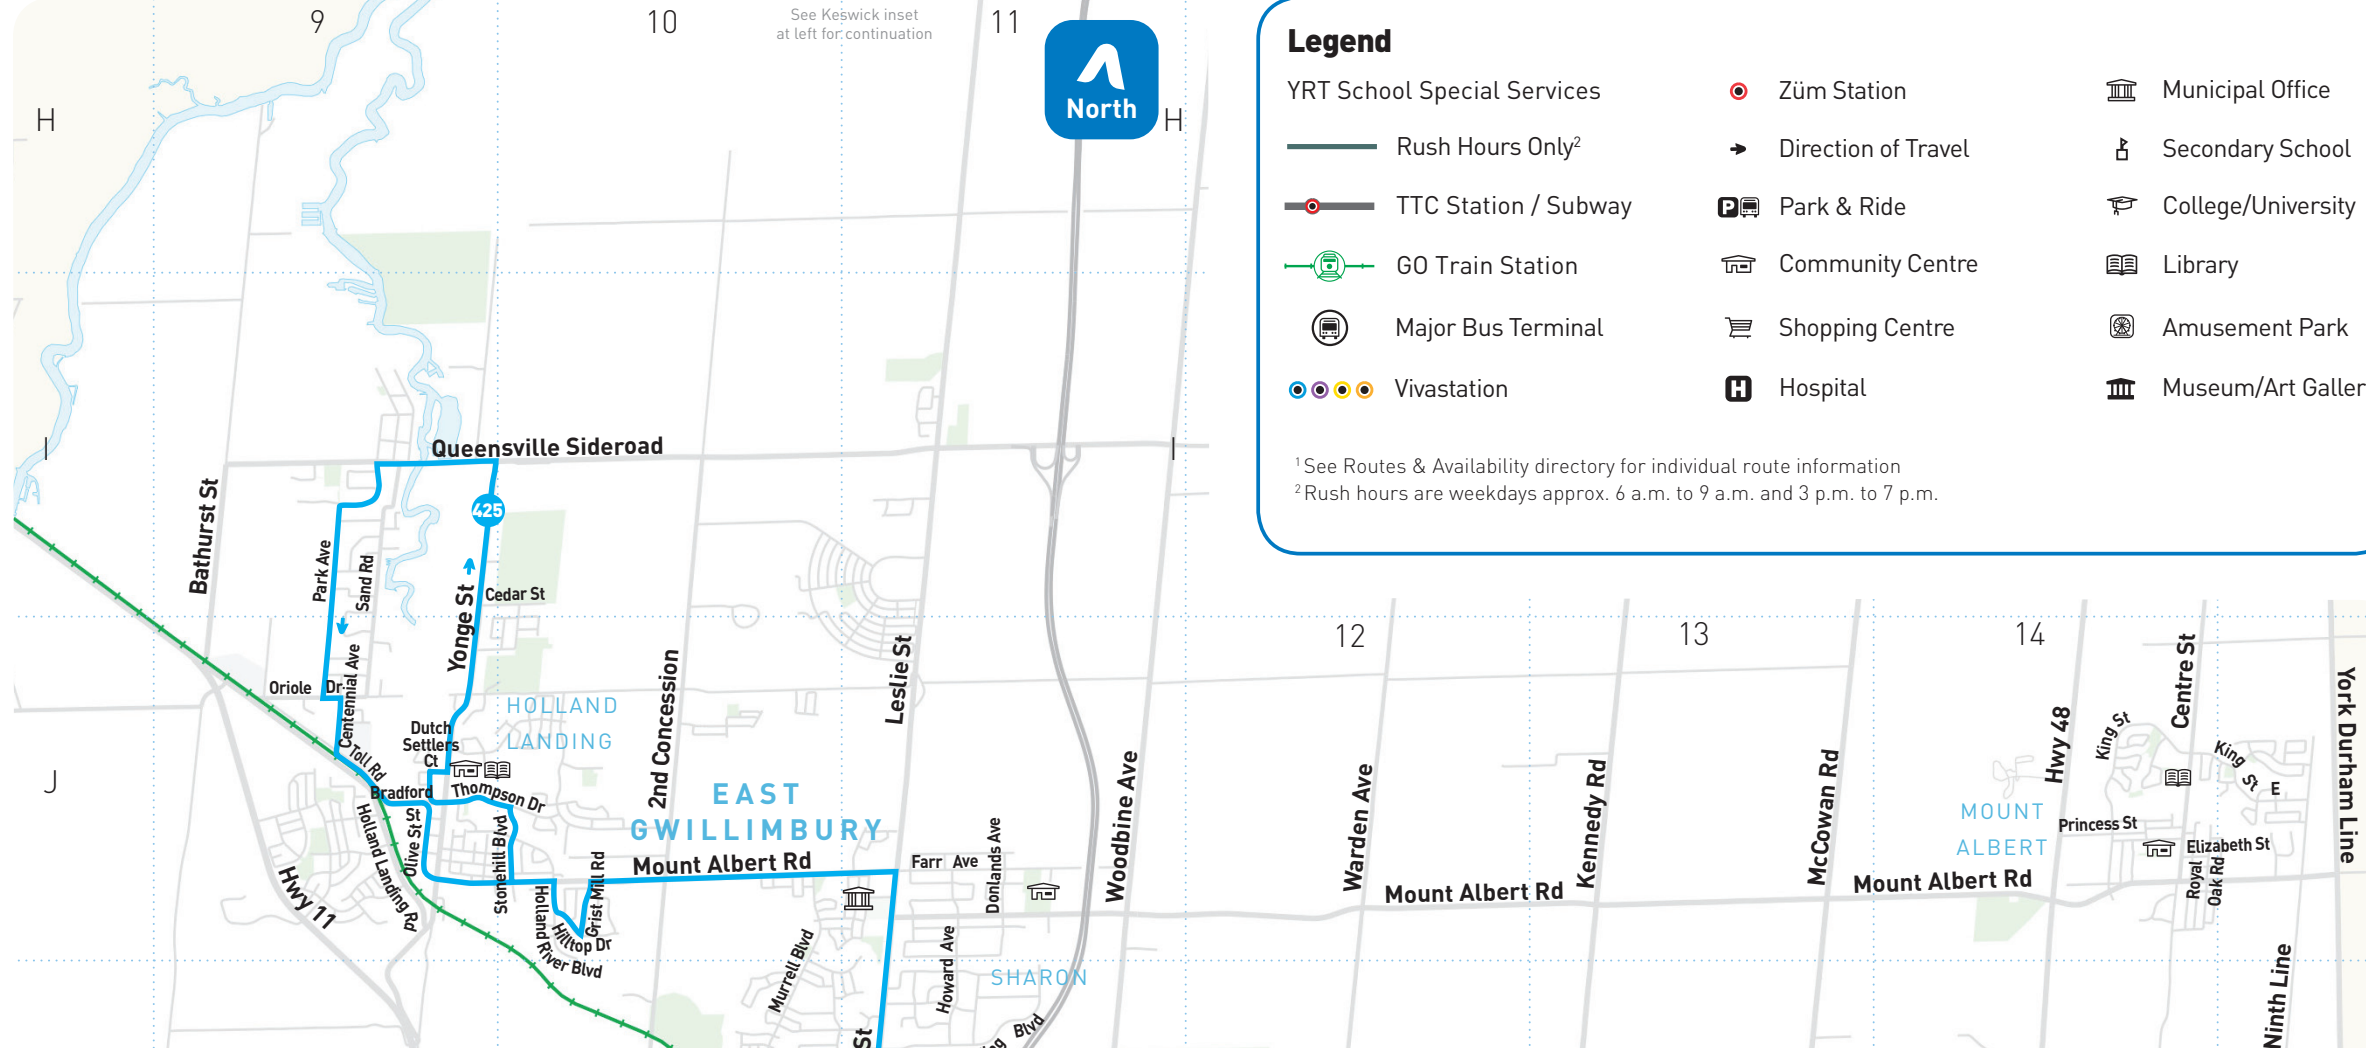 9
10
See Keswick inset
at left for continuation
11
North
H
H
Legend
YRT School Special Services
Rush Hours Only2
TTC Station / Subway
GO Train Station
Major Bus Terminal
Vivastation
Züm Station
Direction of Travel
P Park & Ride
Community Centre
Shopping Centre
H Hospital
Municipal Office
Secondary School
College/University
Library
Amusement Park
Museum/Art Galler
1 See Routes & Availability directory for individual route information
2 Rush hours are weekdays approx. 6 a.m. to 9 a.m. and 3 p.m. to 7 p.m.
I
I
Queensville Sideroad
Bathurst St
425
Park Ave
Sand Rd
Yonge St
Cedar St
Oriole Dr
Centennial Ave
Toll Rd
Dutch
Settlers
Ct
HOLLAND
LANDING
2nd Concession
Leslie St
12
13
14
J
Bradford
St
Thompson Dr
Olive St
Holland Landing Rd
Stonehill Blvd
Hwy 11
EAST
GWILLIMBURY
Mount Albert Rd
Grist Mill Rd
Hilltop Dr
Holland River Blvd
Farr Ave
Donlands Ave
Woodbine Ave
Murrell Blvd
Howard Ave
SHARON
Blvd
St
Warden Ave
Mount Albert Rd
Kennedy Rd
McCowan Rd
Mount Albert Rd
Hwy 48
King St
Centre St
King St E
MOUNT
ALBERT
Princess St
Elizabeth St
Royal
Oak Rd
York Durham Line
Ninth Line